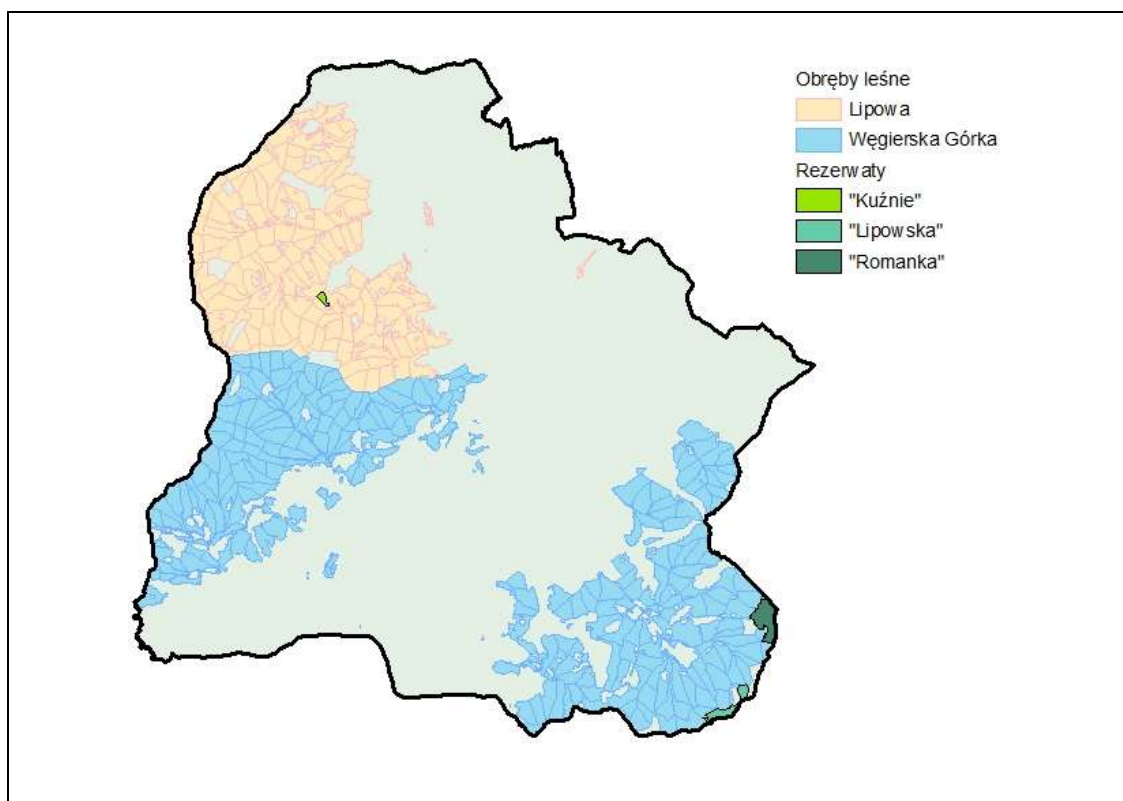 Obręby leśne
Lipowa
Węgierska Górka
Rezerwaty
"Kuźnie"
"Lipowska"
"Romanka"